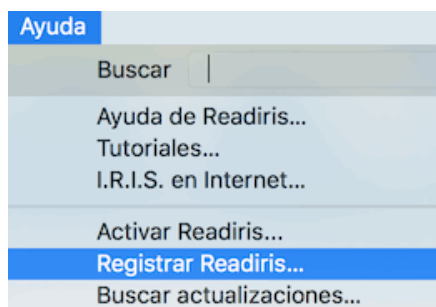 Ayuda
Buscar
Ayuda de Readiris...
Tutoriales...
I.R.I.S. en Internet...
Activar Readiris...
Registrar Readiris...
Buscar actualizaciones...